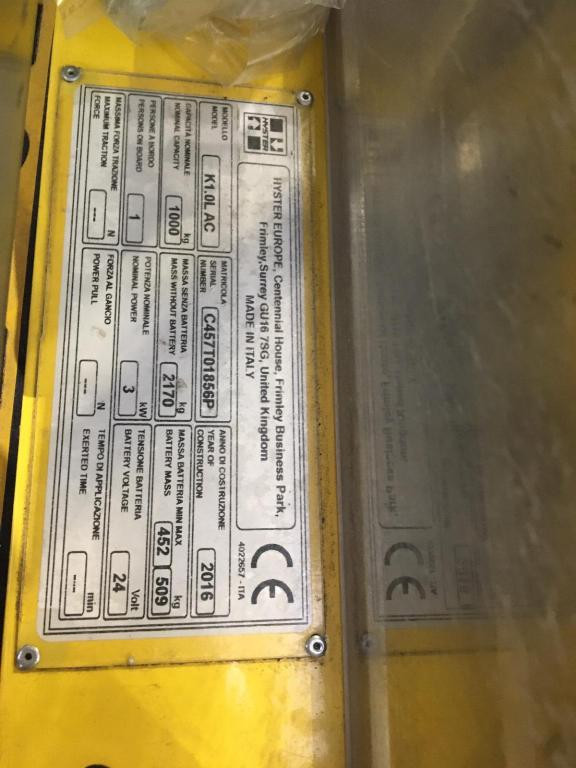 HYSTER
HYSTER EUROPE, Centennial House, Frimley Business Park,
Frimley, Surrey GU16 7SG, United Kingdom
MADE IN ITALY
CE
4022657 - ITA
MODELLO
MODEL
K1.0L AC
MATRICOLA
SERIAL
NUMBER
C457T01856P
ANNO DI COSTRUZIONE
YEAR OF
CONSTRUCTION
2016
CAPACITÀ NOMINALE
NOMINAL CAPACITY
1000 kg
MASSA SENZA BATTERIA
MASS WITHOUT BATTERY
2170 kg
MASSA BATTERIA MIN MAX
BATTERY MASS
452 509 kg
PERSONE A BORDO
PERSONS ON BOARD
1
POTENZA NOMINALE
NOMINAL POWER
3 kW
TENSIONE BATTERIA
BATTERY VOLTAGE
24 Volt
MASSIMA FORZA TRAZIONE
MAXIMUM TRACTION
FORCE
--- N
FORZA AL GANCIO
POWER PULL
--- N
TEMPO DI APPLICAZIONE
EXERTED TIME
--- min
CE